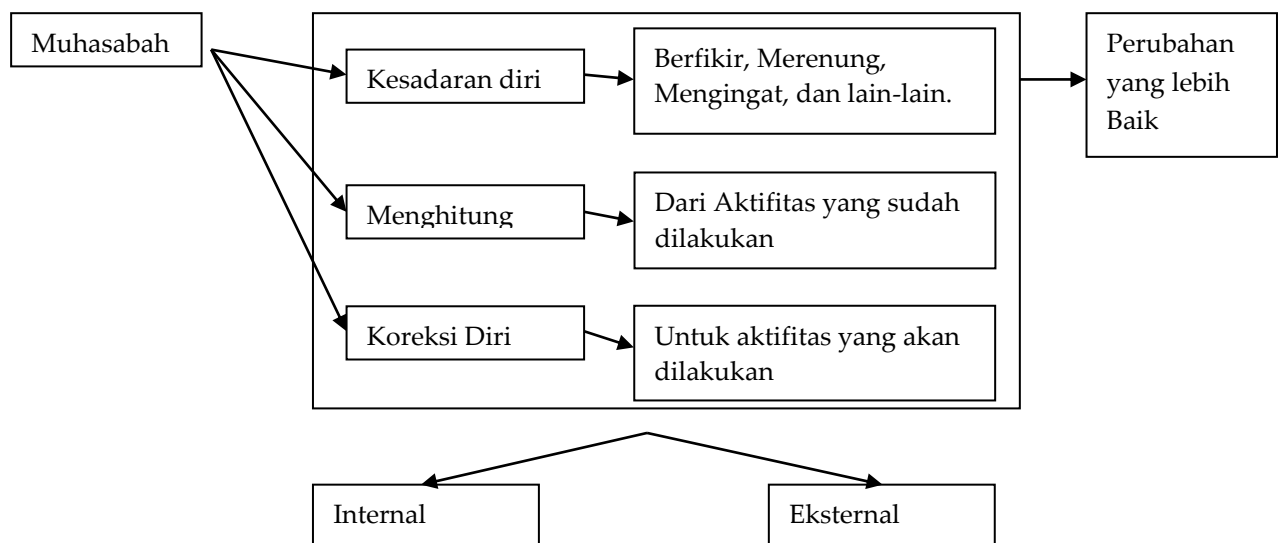 Muhasabah
Kesadaran diri
Berfikir, Merenung,
Mengingat, dan lain-lain.
Perubahan
yang lebih
Baik
Menghitung
Dari Aktifitas yang sudah
dilakukan
Koreksi Diri
Untuk aktifitas yang akan
dilakukan
Internal
Eksternal